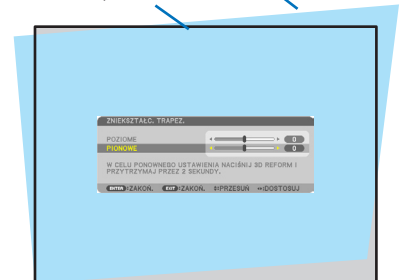 ZNIEKSZTAŁC. TRAPEZ.
POZIOME 0
PIONOWE 0
W CELU PONOWNEGO USTAWIENIA NACIŚNIJ 3D REFORM I
PRZYTRZYMAJ PRZEZ 2 SEKUNDY.
ENTER :ZAKOŃ. EXIT :ZAKOŃ. ↕:PRZESUŃ ↔:DOSTOSUJ